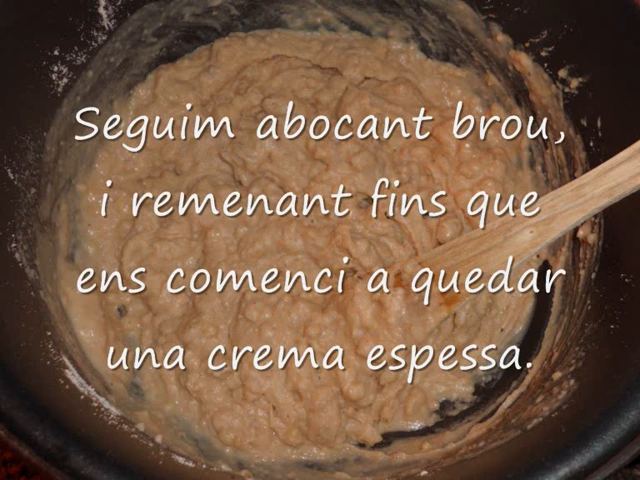 Seguim abocant brou,
i remenant fins que
ens comenci a quedar
una crema espessa.